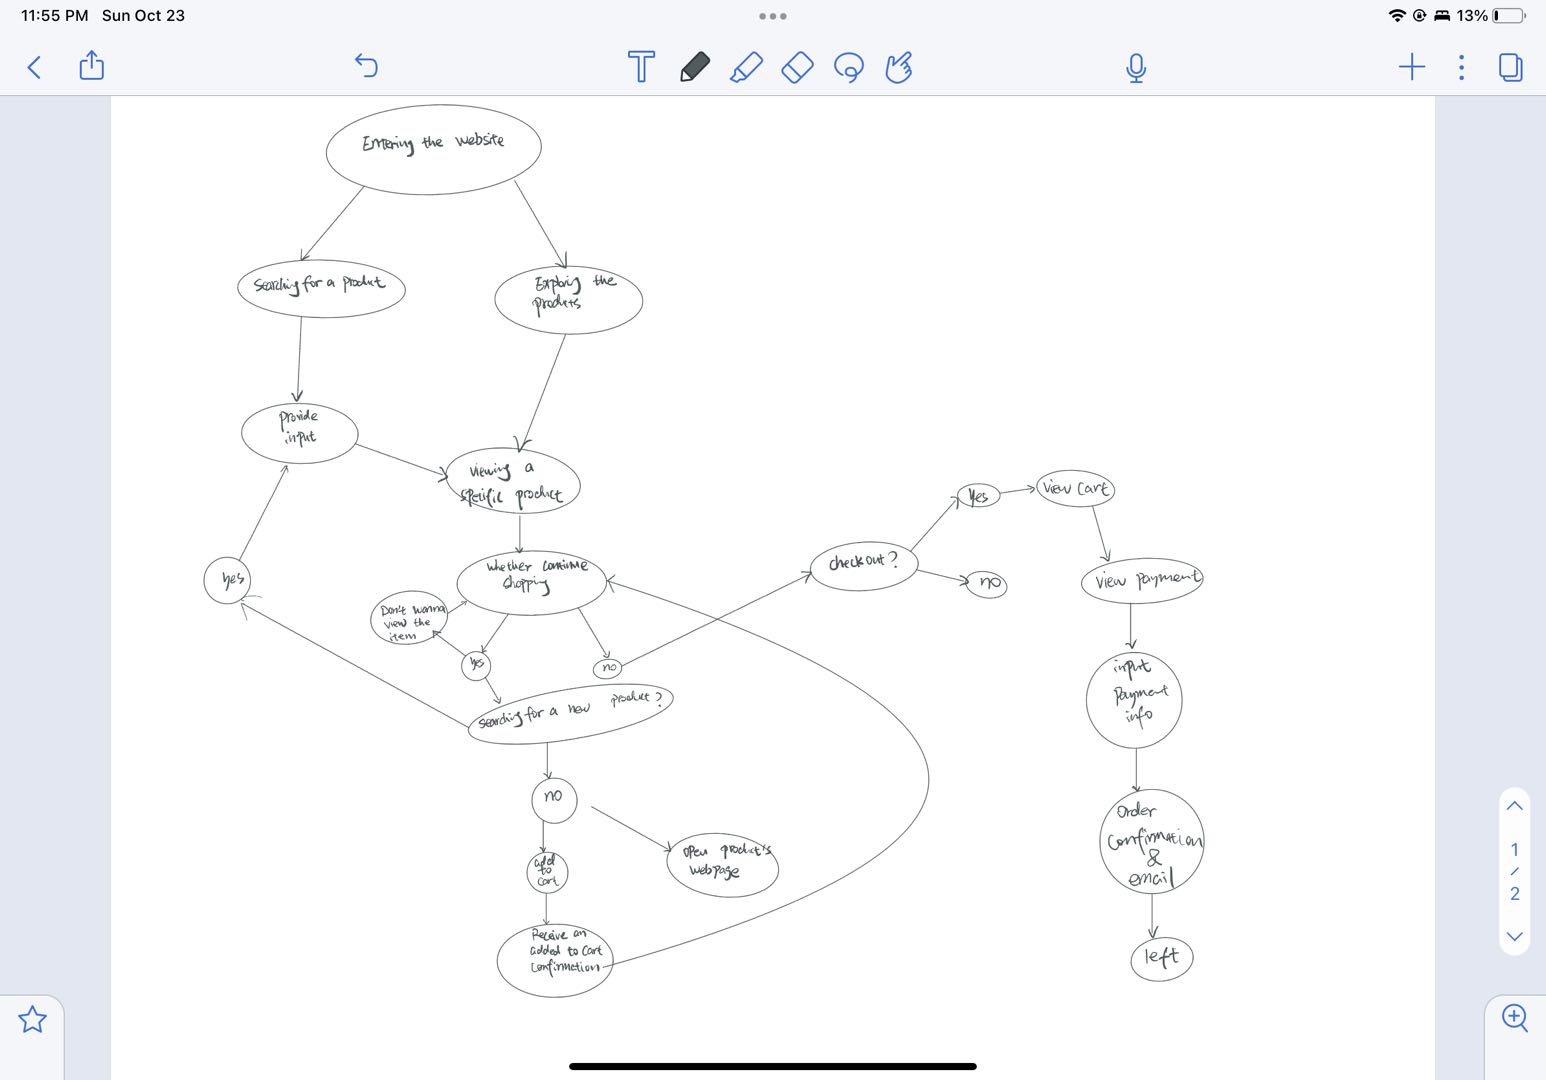 11:55 PM Sun Oct 23
13%
Entering the website
Searching for a product
Exploring the
products
provide
input
viewing a
specific product
yes
whether continue
shopping
Don't wanna
view the
item
yes
no
searching for a new product?
no
add
to
cart
open product's
webpage
Receive an
added to cart
confirmation
checkout?
Yes
no
view cart
view payment
input
payment
info
Order
confirmation
&
email
left
1
/
2